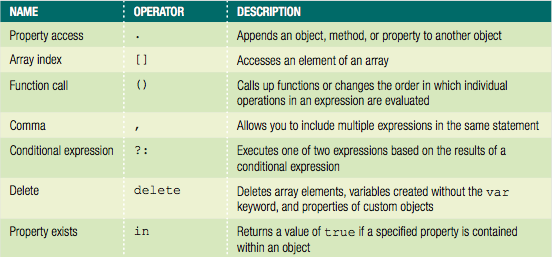 NAME OPERATOR DESCRIPTION
Property access . Appends an object, method, or property to another object
Array index [] Accesses an element of an array
Function call () Calls up functions or changes the order in which individual
operations in an expression are evaluated
Comma , Allows you to include multiple expressions in the same statement
Conditional expression ?: Executes one of two expressions based on the results of a
conditional expression
Delete delete Deletes array elements, variables created without the var
keyword, and properties of custom objects
Property exists in Returns a value of true if a specified property is contained
within an object